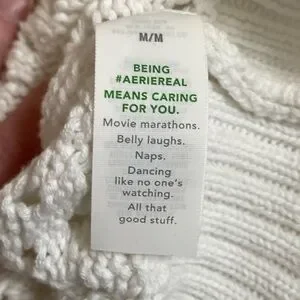 M/M
BEING
#AERIEREAL
MEANS CARING
FOR YOU.
Movie marathons.
Belly laughs.
Naps.
Dancing
like no one's
watching.
All that
good stuff.